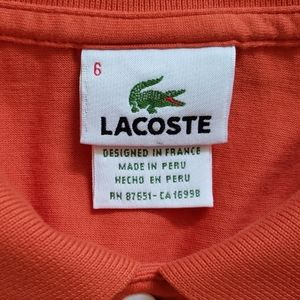 6
LACOSTE
DESIGNED IN FRANCE
MADE IN PERU
HECHO EN PERU
RN 87651-CA 16998